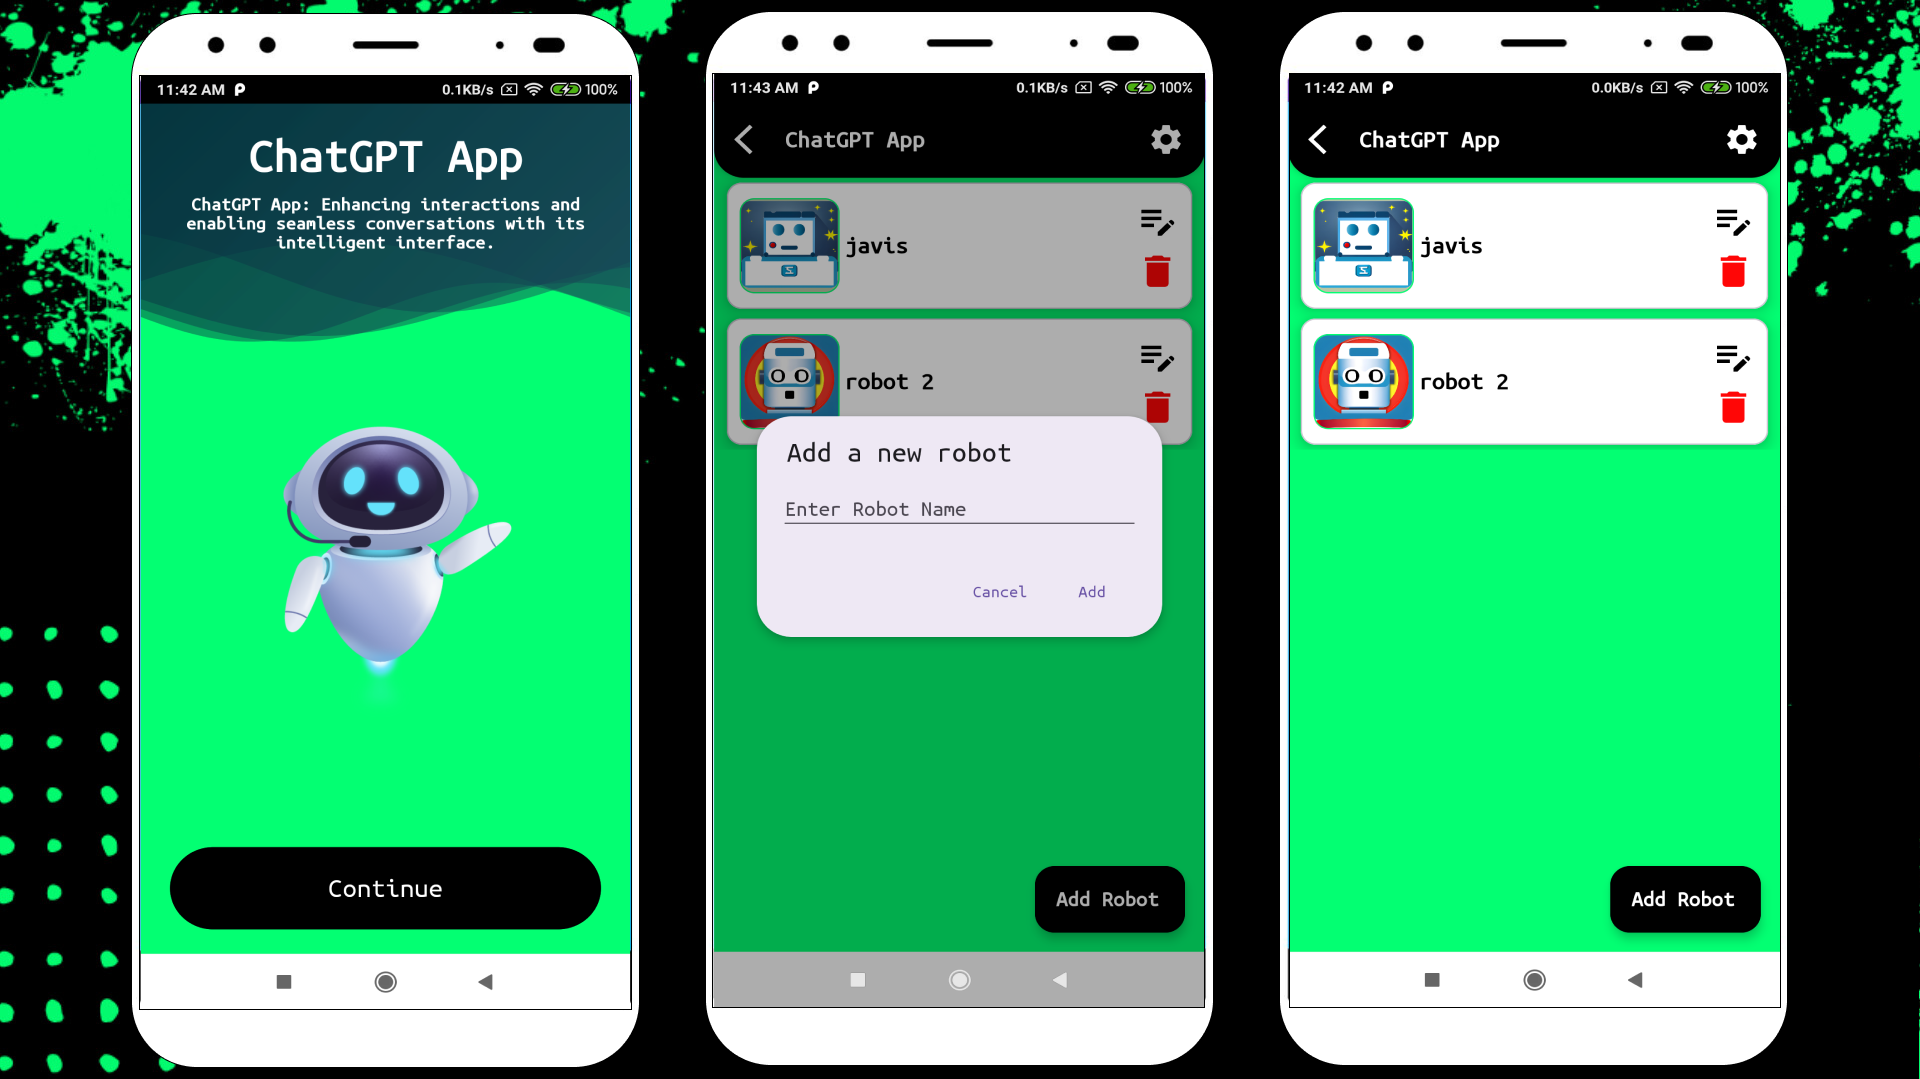 11:42 AM
0.1KB/s
100%
ChatGPT App
ChatGPT App: Enhancing interactions and
enabling seamless conversations with its
intelligent interface.
Continue
11:43 AM
0.1KB/s
100%
ChatGPT App
javis
robot 2
Add a new robot
Enter Robot Name
Cancel
Add
Add Robot
11:42 AM
0.0KB/s
100%
ChatGPT App
javis
robot 2
Add Robot